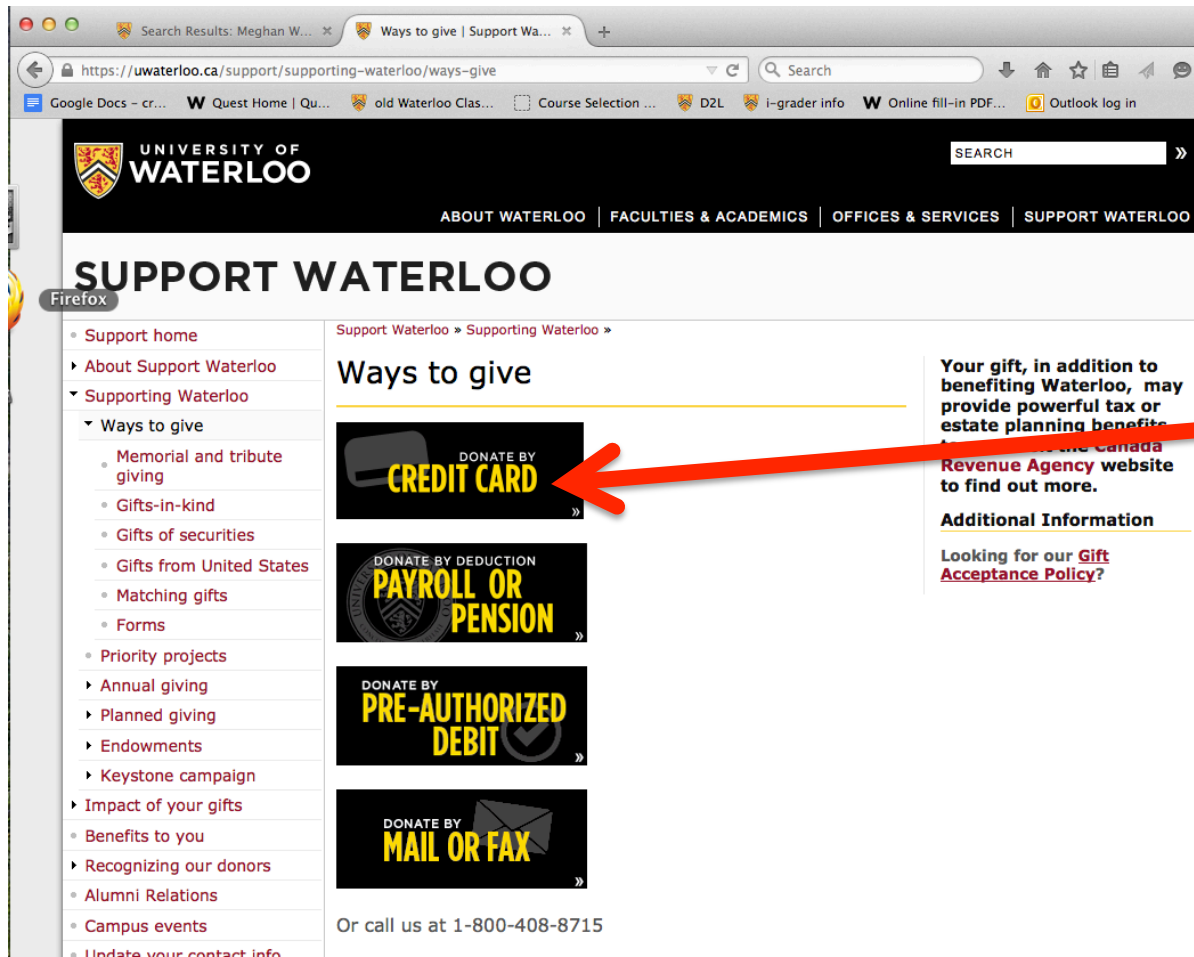 Search Results: Meghan W...
Ways to give | Support Wa...
https://uwaterloo.ca/support/supporting-waterloo/ways-give
Search
Google Docs - cr...
Quest Home | Qu...
old Waterloo Clas...
Course Selection ...
D2L
i-grader info
Online fill-in PDF...
Outlook log in
UNIVERSITY OF
WATERLOO
SEARCH
»
ABOUT WATERLOO
FACULTIES & ACADEMICS
OFFICES & SERVICES
SUPPORT WATERLOO
SUPPORT WATERLOO
Firefox
Support home
About Support Waterloo
Supporting Waterloo
Ways to give
Memorial and tribute
giving
Gifts-in-kind
Gifts of securities
Gifts from United States
Matching gifts
Forms
Priority projects
Annual giving
Planned giving
Endowments
Keystone campaign
Impact of your gifts
Benefits to you
Recognizing our donors
Alumni Relations
Campus events
Update your contact info
Support Waterloo » Supporting Waterloo »
Ways to give
DONATE BY
CREDIT CARD
»
DONATE BY DEDUCTION
PAYROLL OR
PENSION
»
DONATE BY
PRE-AUTHORIZED
DEBIT
»
DONATE BY
MAIL OR FAX
»
Or call us at 1-800-408-8715
Your gift, in addition to
benefiting Waterloo, may
provide powerful tax or
estate planning benefits
the Canada
Revenue Agency website
to find out more.
Additional Information
Looking for our Gift
Acceptance Policy?